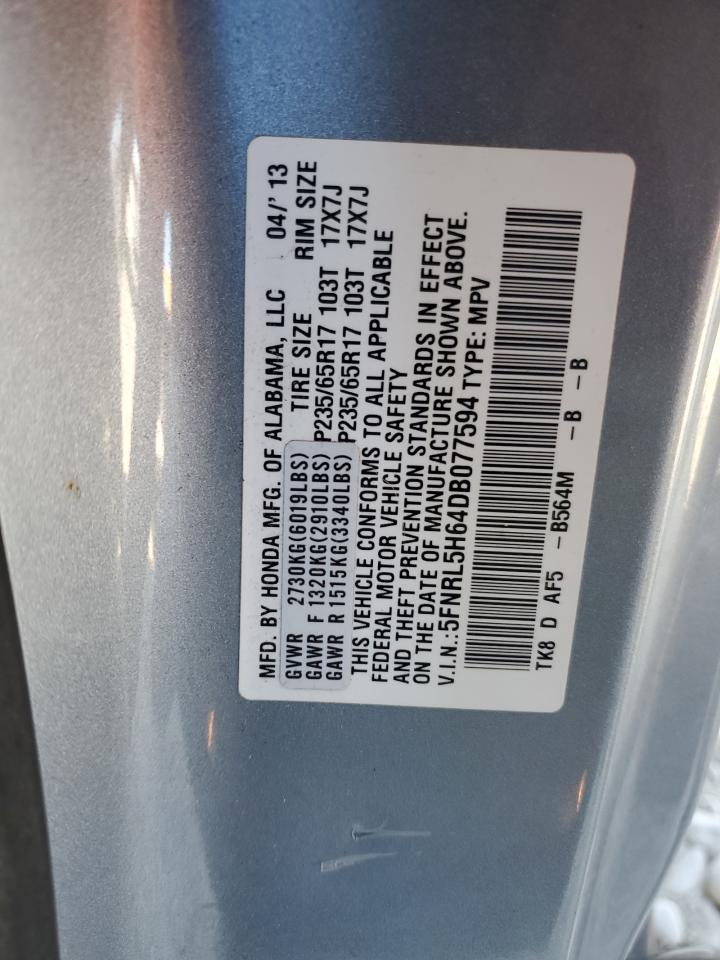 MFD. BY HONDA MFG. OF ALABAMA, LLC 04/' 13
GVWR 2730KG(6019LBS) TIRE SIZE RIM SIZE
GAWR F 1320KG(2910LBS) P235/65R17 103T 17X7J
GAWR R 1515KG(3340LBS) P235/65R17 103T 17X7J
THIS VEHICLE CONFORMS TO ALL APPLICABLE
FEDERAL MOTOR VEHICLE SAFETY
AND THEFT PREVENTION STANDARDS IN EFFECT
ON THE DATE OF MANUFACTURE SHOWN ABOVE.
V.I.N.:5FNRL5H64DB077594 TYPE: MPV
TK8 D AF5 -B564M -B -B